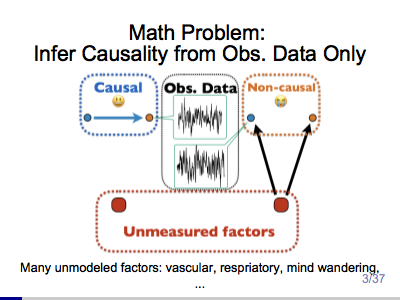 Math Problem:
Infer Causality from Obs. Data Only
Causal
Obs. Data
Non-causal
Unmeasured factors
Many unmodeled factors: vascular, respriatory, mind wandering,
...
3/37